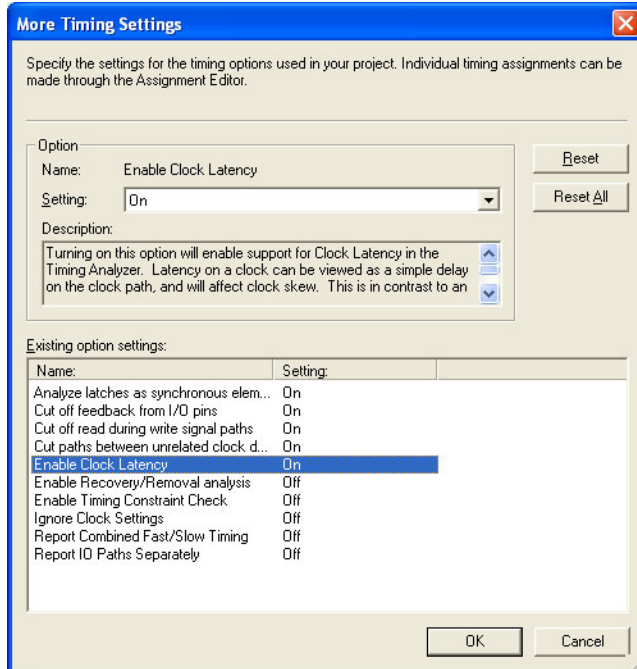 More Timing Settings
Specify the settings for the timing options used in your project. Individual timing assignments can be
made through the Assignment Editor.
Option
Name: Enable Clock Latency
Reset
Setting: On
Reset All
Description:
Turning on this option will enable support for Clock Latency in the
Timing Analyzer. Latency on a clock can be viewed as a simple delay
on the clock path, and will affect clock skew. This is in contrast to an
Existing option settings:
Name: Setting:
Analyze latches as synchronous elem... On
Cut off feedback from I/O pins On
Cut off read during write signal paths On
Cut paths between unrelated clock d... On
Enable Clock Latency On
Enable Recovery/Removal analysis Off
Enable Timing Constraint Check Off
Ignore Clock Settings Off
Report Combined Fast/Slow Timing Off
Report IO Paths Separately Off
OK Cancel